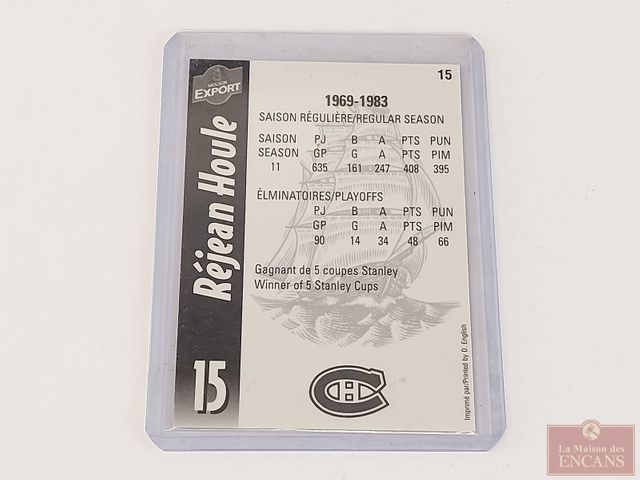 MOLSON
EXPORT
Réjean Houle
15
15
1969-1983
SAISON RÉGULIÈRE/REGULAR SEASON
SAISON PJ B A PTS PUN
SEASON GP G A PTS PIM
11 635 161 247 408 395
ÉLMINATOIRES/PLAYOFFS
PJ B A PTS PUN
GP G A PTS PIM
90 14 34 48 66
Gagnant de 5 coupes Stanley
Winner of 5 Stanley Cups
CH
Imprimé par/Printed by D. English
La Maison des
ENCANS